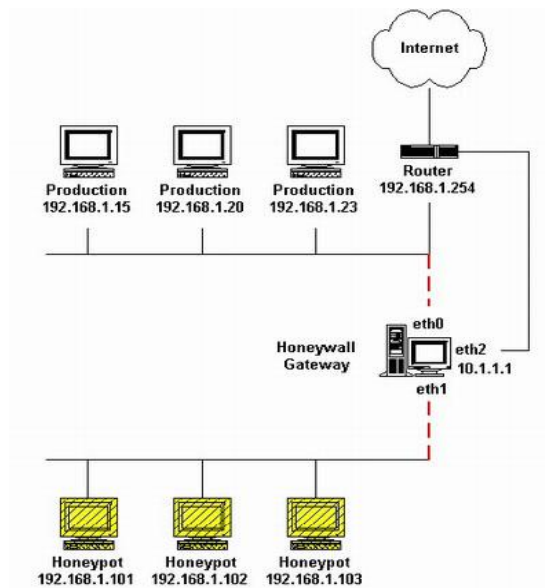 Internet
Production
192.168.1.15
Production
192.168.1.20
Production
192.168.1.23
Router
192.168.1.254
eth0
Honeywall
Gateway
eth2
10.1.1.1
eth1
Honeypot
192.168.1.101
Honeypot
192.168.1.102
Honeypot
192.168.1.103